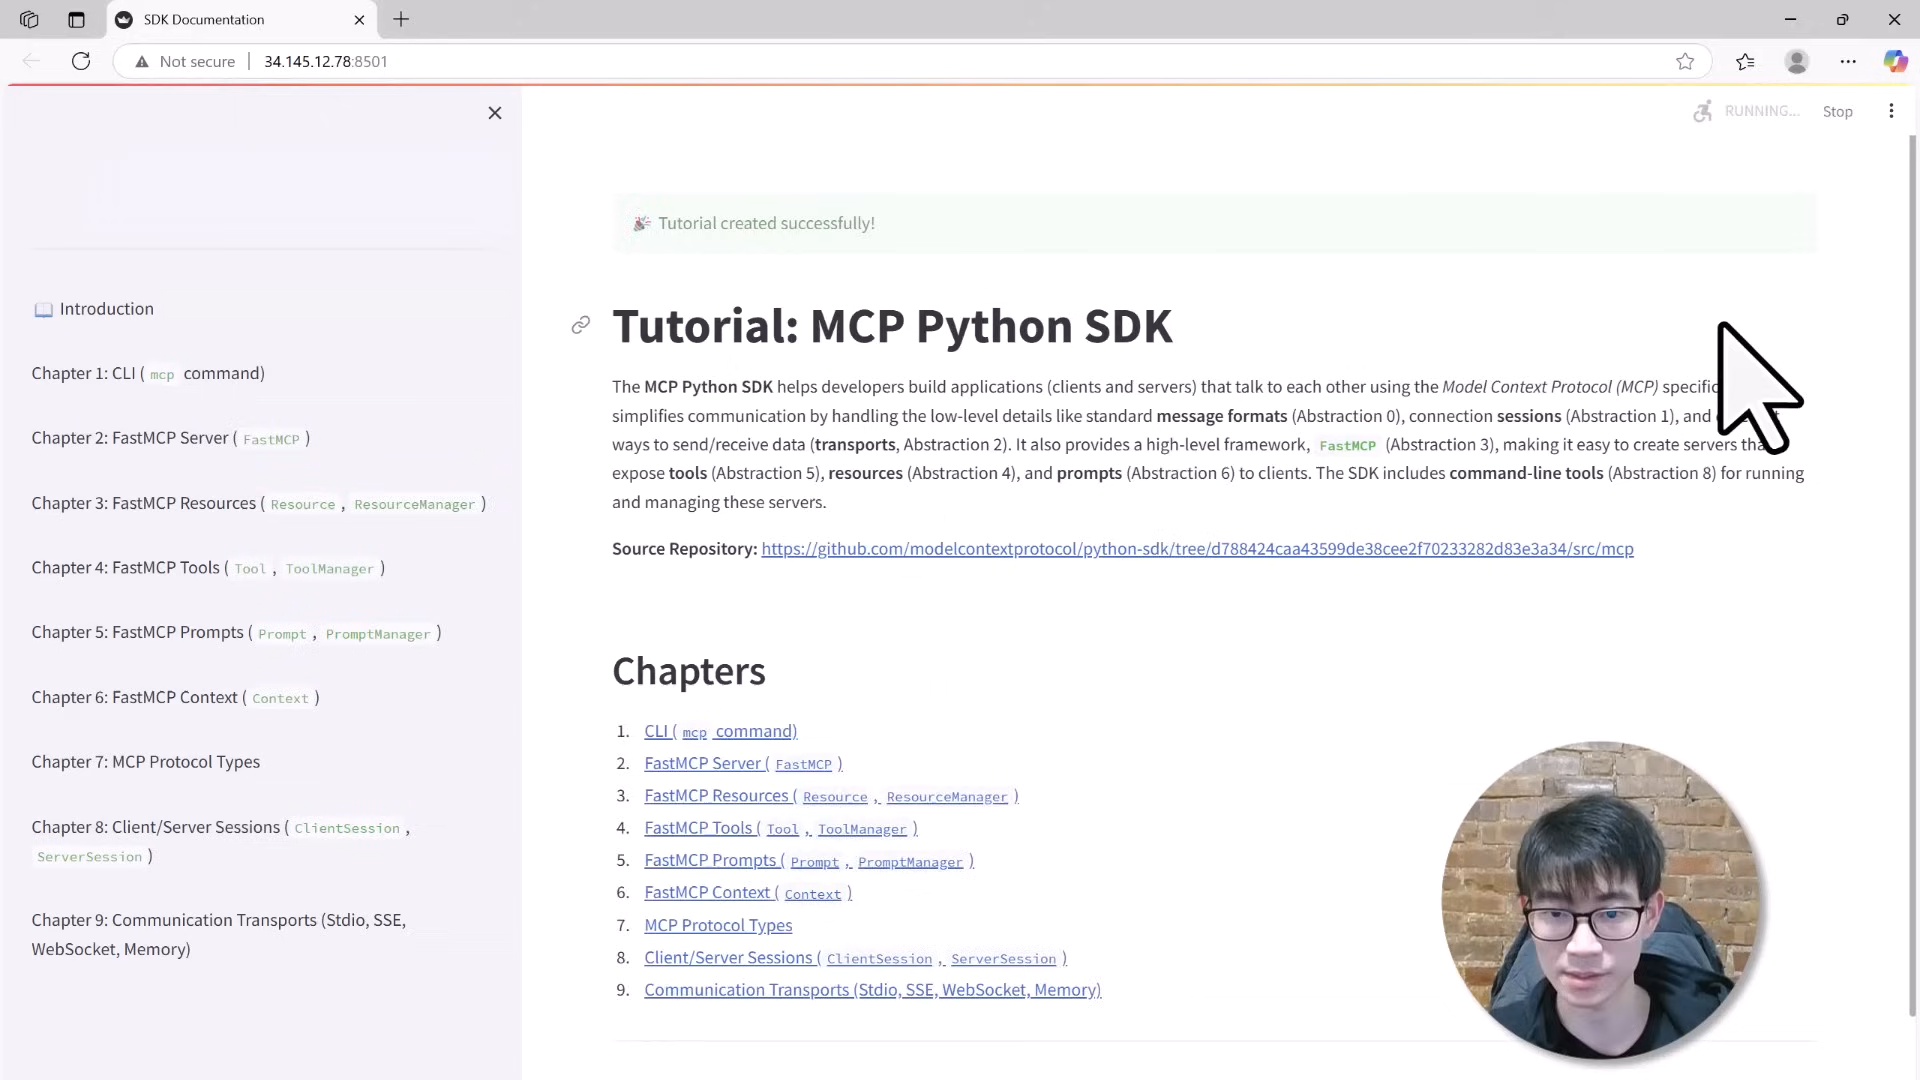 SDK Documentation
Not secure
34.145.12.78:8501
RUNNING...
Stop
🎉 Tutorial created successfully!
📖 Introduction
Chapter 1: CLI ( mcp command)
Chapter 2: FastMCP Server ( FastMCP )
Chapter 3: FastMCP Resources ( Resource , ResourceManager )
Chapter 4: FastMCP Tools ( Tool , ToolManager )
Chapter 5: FastMCP Prompts ( Prompt , PromptManager )
Chapter 6: FastMCP Context ( Context )
Chapter 7: MCP Protocol Types
Chapter 8: Client/Server Sessions ( ClientSession ,
ServerSession )
Chapter 9: Communication Transports (Stdio, SSE,
WebSocket, Memory)
Tutorial: MCP Python SDK
The MCP Python SDK helps developers build applications (clients and servers) that talk to each other using the Model Context Protocol (MCP)
simplifies communication by handling the low-level details like standard message formats (Abstraction 0), connection sessions (Abstraction 1), and
ways to send/receive data (transports, Abstraction 2). It also provides a high-level framework, FastMCP (Abstraction 3), making it easy to create servers
expose tools (Abstraction 5), resources (Abstraction 4), and prompts (Abstraction 6) to clients. The SDK includes command-line tools (Abstraction 8) for running
and managing these servers.
Source Repository: https://github.com/modelcontextprotocol/python-sdk/tree/d788424caa43599de38cee2f70233282d83e3a34/src/mcp
Chapters
1. CLI ( mcp command)
2. FastMCP Server ( FastMCP )
3. FastMCP Resources ( Resource , ResourceManager )
4. FastMCP Tools ( Tool , ToolManager )
5. FastMCP Prompts ( Prompt , PromptManager )
6. FastMCP Context ( Context )
7. MCP Protocol Types
8. Client/Server Sessions ( ClientSession , ServerSession )
9. Communication Transports (Stdio, SSE, WebSocket, Memory)